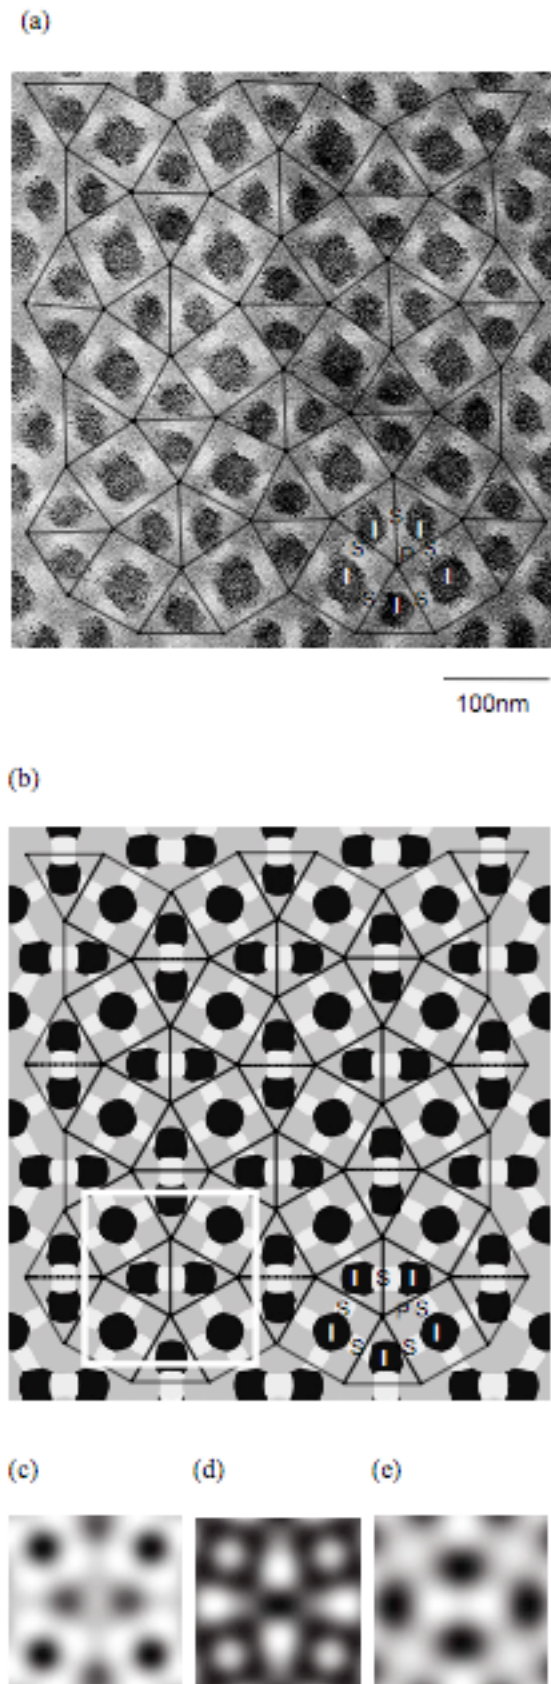 (a)
I S I
S P S
I I
S I S
100nm
(b)
I S I
S P S
I I
S I S
(c) (d) (e)